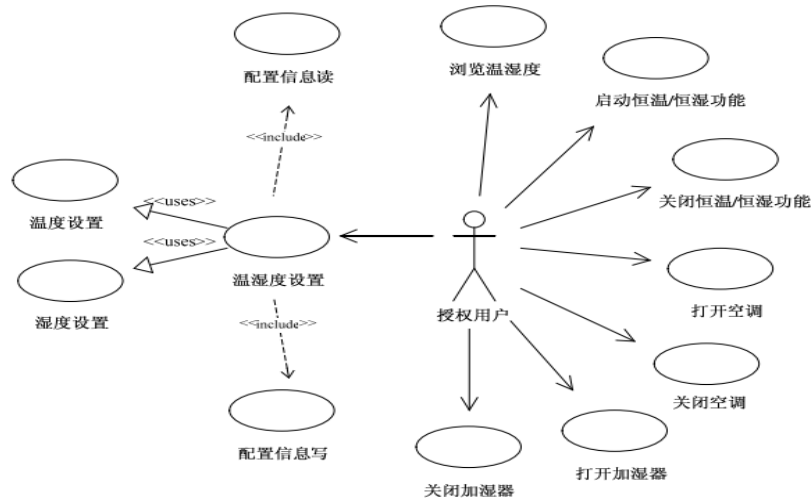 配置信息读
浏览温湿度
启动恒温/恒湿功能
<<include>>
<<uses>>
温度设置
关闭恒温/恒湿功能
<<uses>>
湿度设置
温湿度设置
授权用户
打开空调
<<include>>
关闭空调
配置信息写
打开加湿器
关闭加湿器